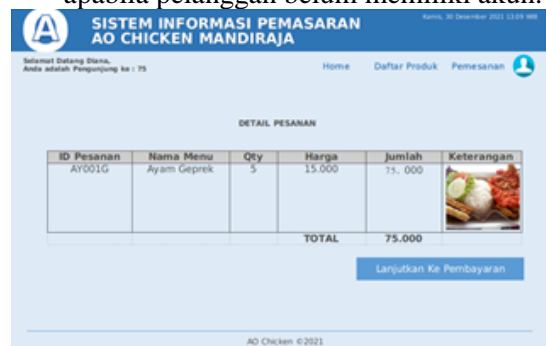 apabila pelanggan belum memiliki akun.
A
SISTEM INFORMASI PEMASARAN
AO CHICKEN MANDIRAJA
Kamis, 30 Desember 2021 13:09 WIB
Selamat Datang Diana,
Anda adalah Pengunjung ke : 75
Home Daftar Produk Pemesanan
DETAIL PESANAN
ID Pesanan Nama Menu Qty Harga Jumlah Keterangan
AY001G Ayam Geprek 5 15.000 75. 000
TOTAL 75.000
Lanjutkan Ke Pembayaran
AO Chicken ©2021